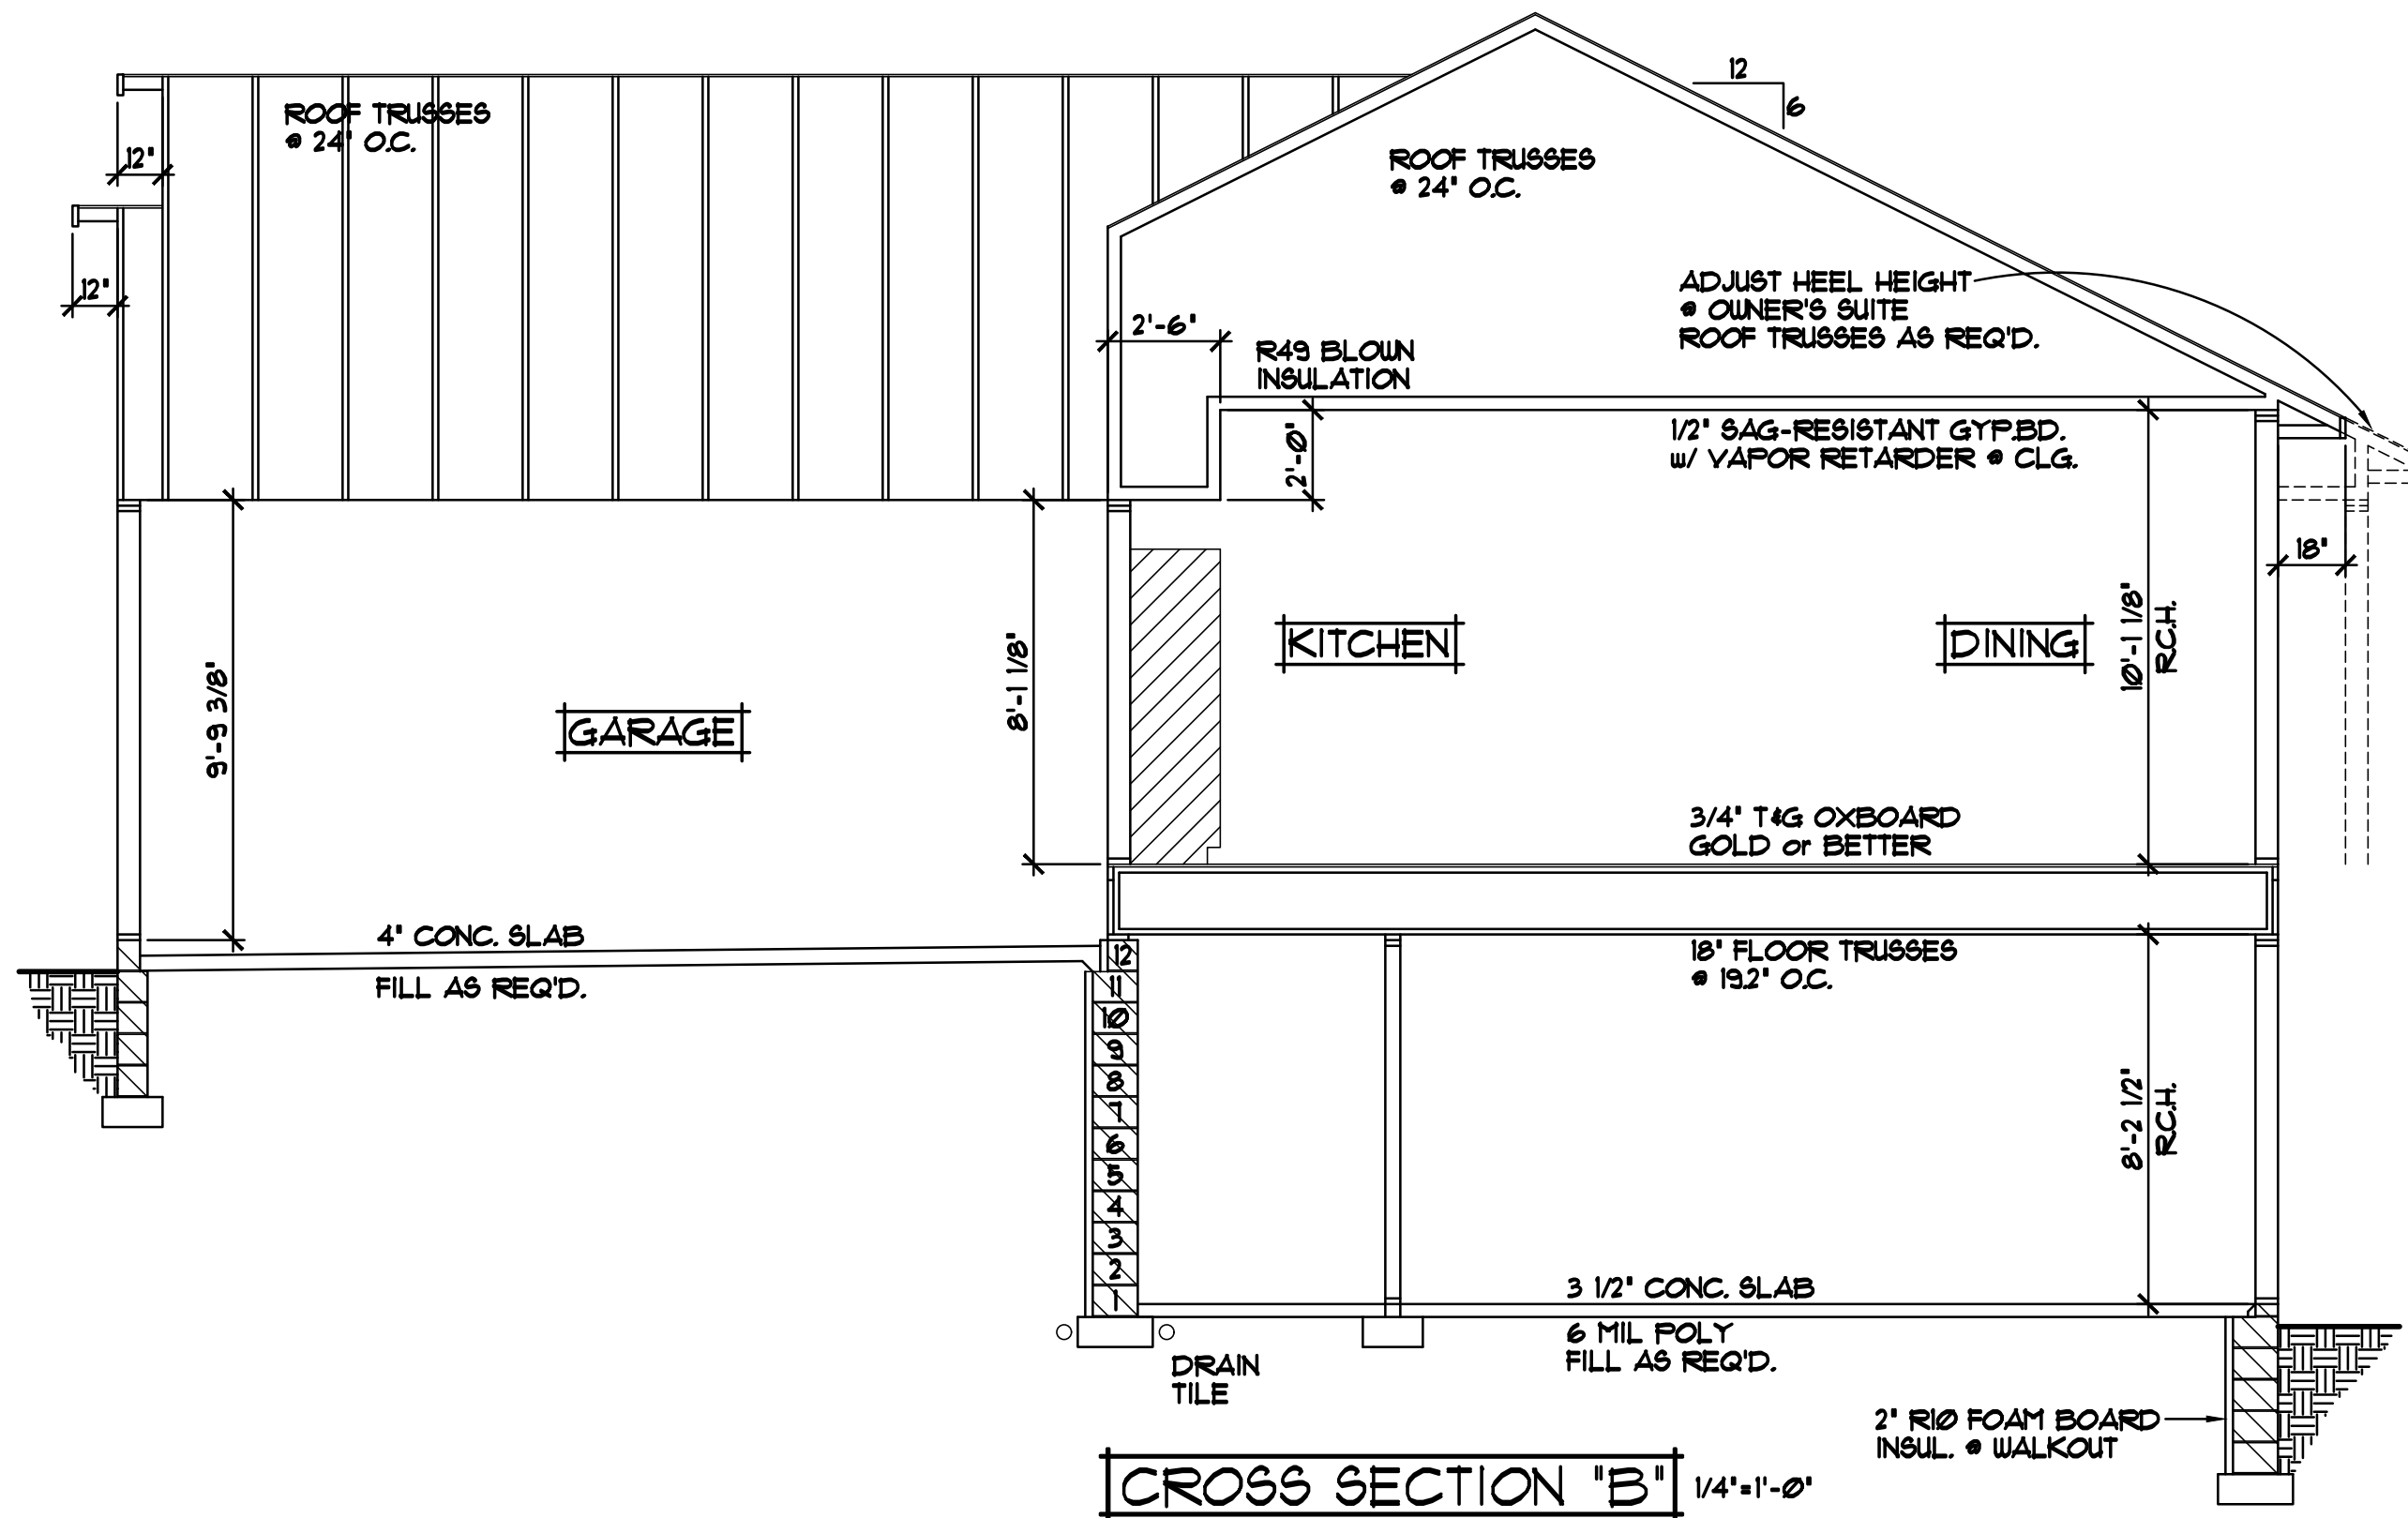 12
6
ROOF TRUSSES
@ 24" O.C.
12"
ROOF TRUSSES
@ 24" O.C.
12"
ADJUST HEEL HEIGHT
@ OWNER'S SUITE
ROOF TRUSSES AS REQ'D.
2'-6"
R49 BLOWN
INSULATION
2'-0"
1/2" SAG-RESISTANT GYP.BD.
w/ VAPOR RETARDER @ CLG.
18"
9'-9 3/8"
8'-1 1/8"
10'-1 1/8"
R.C.H.
KITCHEN
DINING
GARAGE
3/4" T&G OXBOARD
GOLD or BETTER
4" CONC. SLAB
FILL AS REQ'D.
18" FLOOR TRUSSES
@ 19.2" O.C.
12
11
10
9
8
7
6
5
4
3
2
1
8'-2 1/2"
R.C.H.
3 1/2" CONC. SLAB
6 MIL POLY
FILL AS REQ'D.
DRAIN
TILE
2" R10 FOAM BOARD
INSUL. @ WALKOUT
CROSS SECTION "B" 1/4"=1'-0"